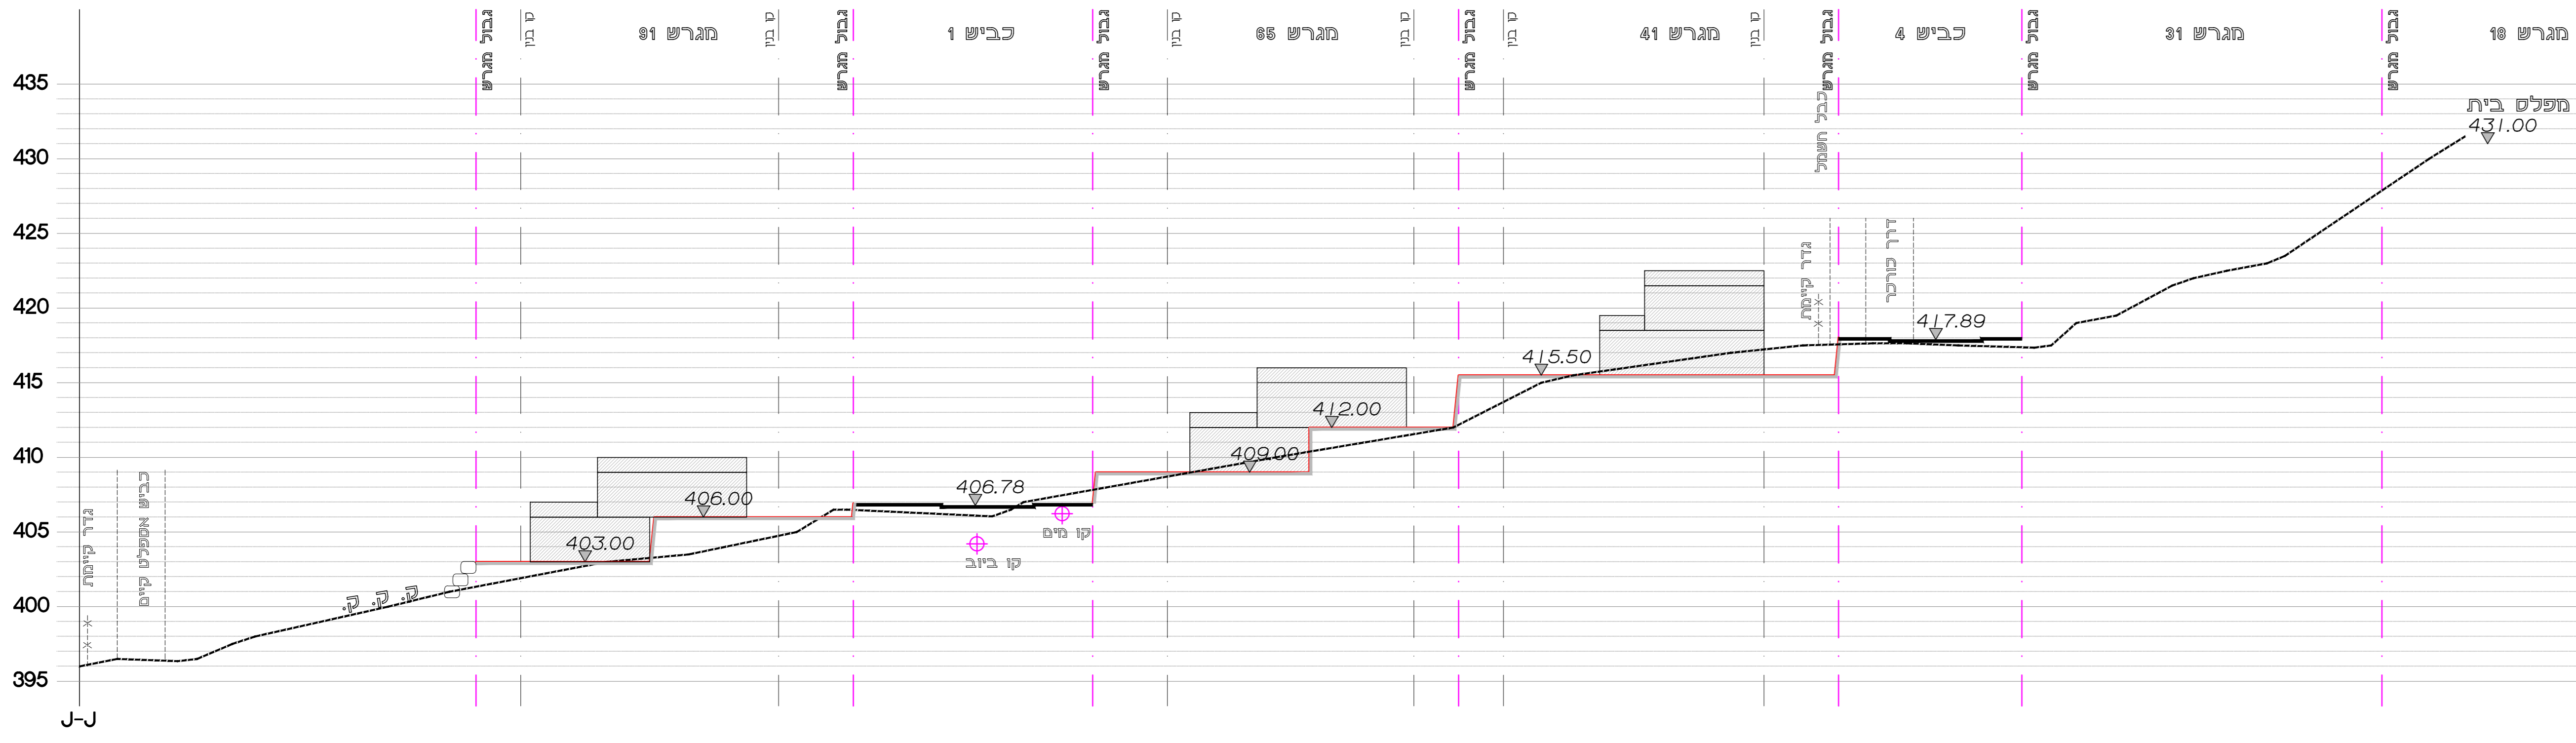 גבול מגרש
קו בנין
מגרש 91
קו בנין
גבול מגרש
כביש 1
גבול מגרש
קו בנין
מגרש 65
קו בנין
גבול מגרש
קו בנין
מגרש 41
קו בנין
גבול מגרש
כביש 4
גבול מגרש
מגרש 31
גבול מגרש
מגרש 18
435
כבל חשמל
מפלס בית
431.00
430
425
גדר קיימת
דרך כורכר
420
417.89
415.50
415
412.00
410
409.00
406.00
406.78
405
קו מים
403.00
קו ביוב
גדר קיימת
כביש אספלט קיים
ק. ק. ק.
400
395
J-J